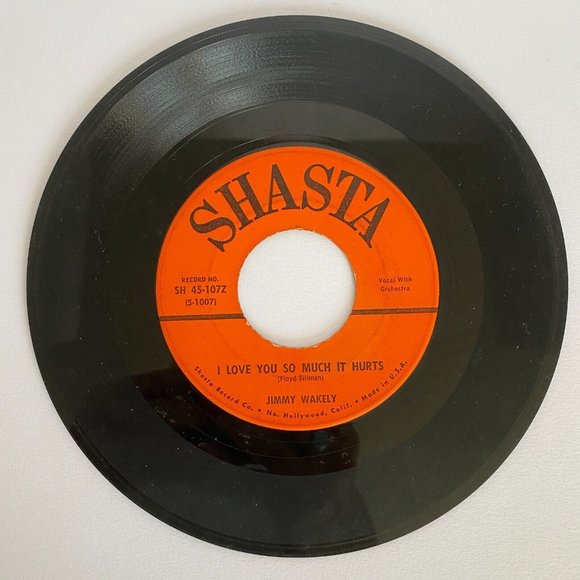 SHASTA
RECORD NO.
SH 45-107Z
(S-1007)
Vocal With
Orchestra
I LOVE YOU SO MUCH IT HURTS
(Floyd Tillman)
JIMMY WAKELY
Shasta Record Co. • No. Hollywood, Calif. • Made in U.S.A.